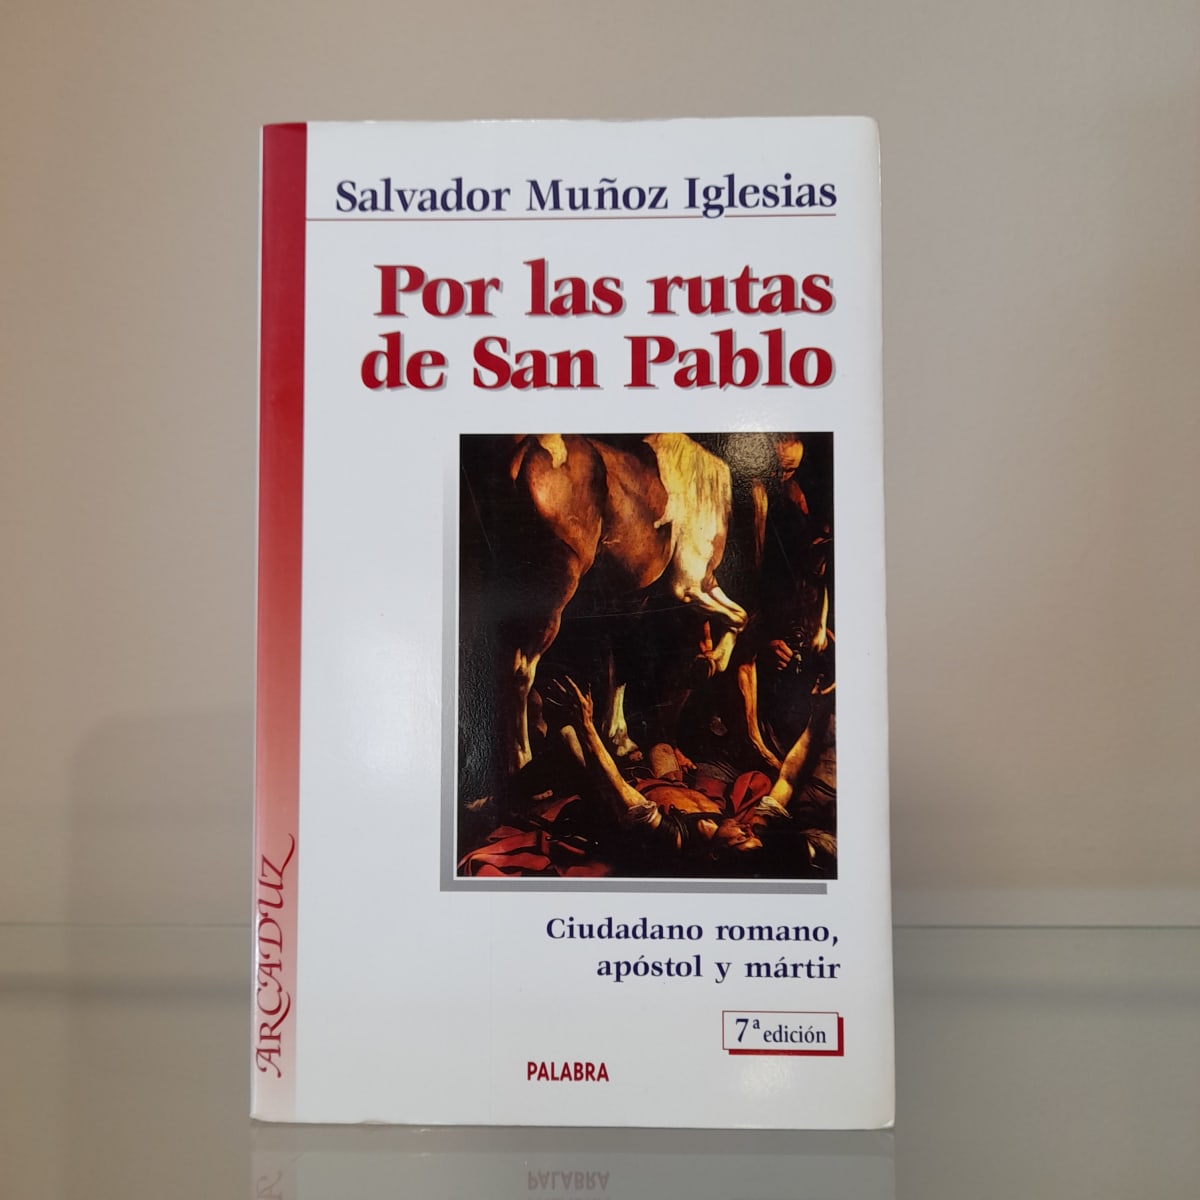 Salvador Muñoz Iglesias
Por las rutas
de San Pablo
Ciudadano romano,
apóstol y mártir
7ª edición
PALABRA
ARCADUZ